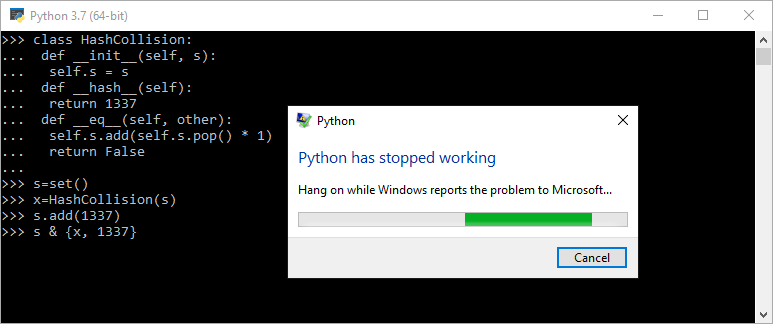 Python 3.7 (64-bit)
>>> class HashCollision:
...  def __init__(self, s):
...   self.s = s
...  def __hash__(self):
...   return 1337
...  def __eq__(self, other):
...   self.s.add(self.s.pop() * 1)
...   return False
...
>>> s=set()
>>> x=HashCollision(s)
>>> s.add(1337)
>>> s & {x, 1337}
Python
Python has stopped working
Hang on while Windows reports the problem to Microsoft...
Cancel